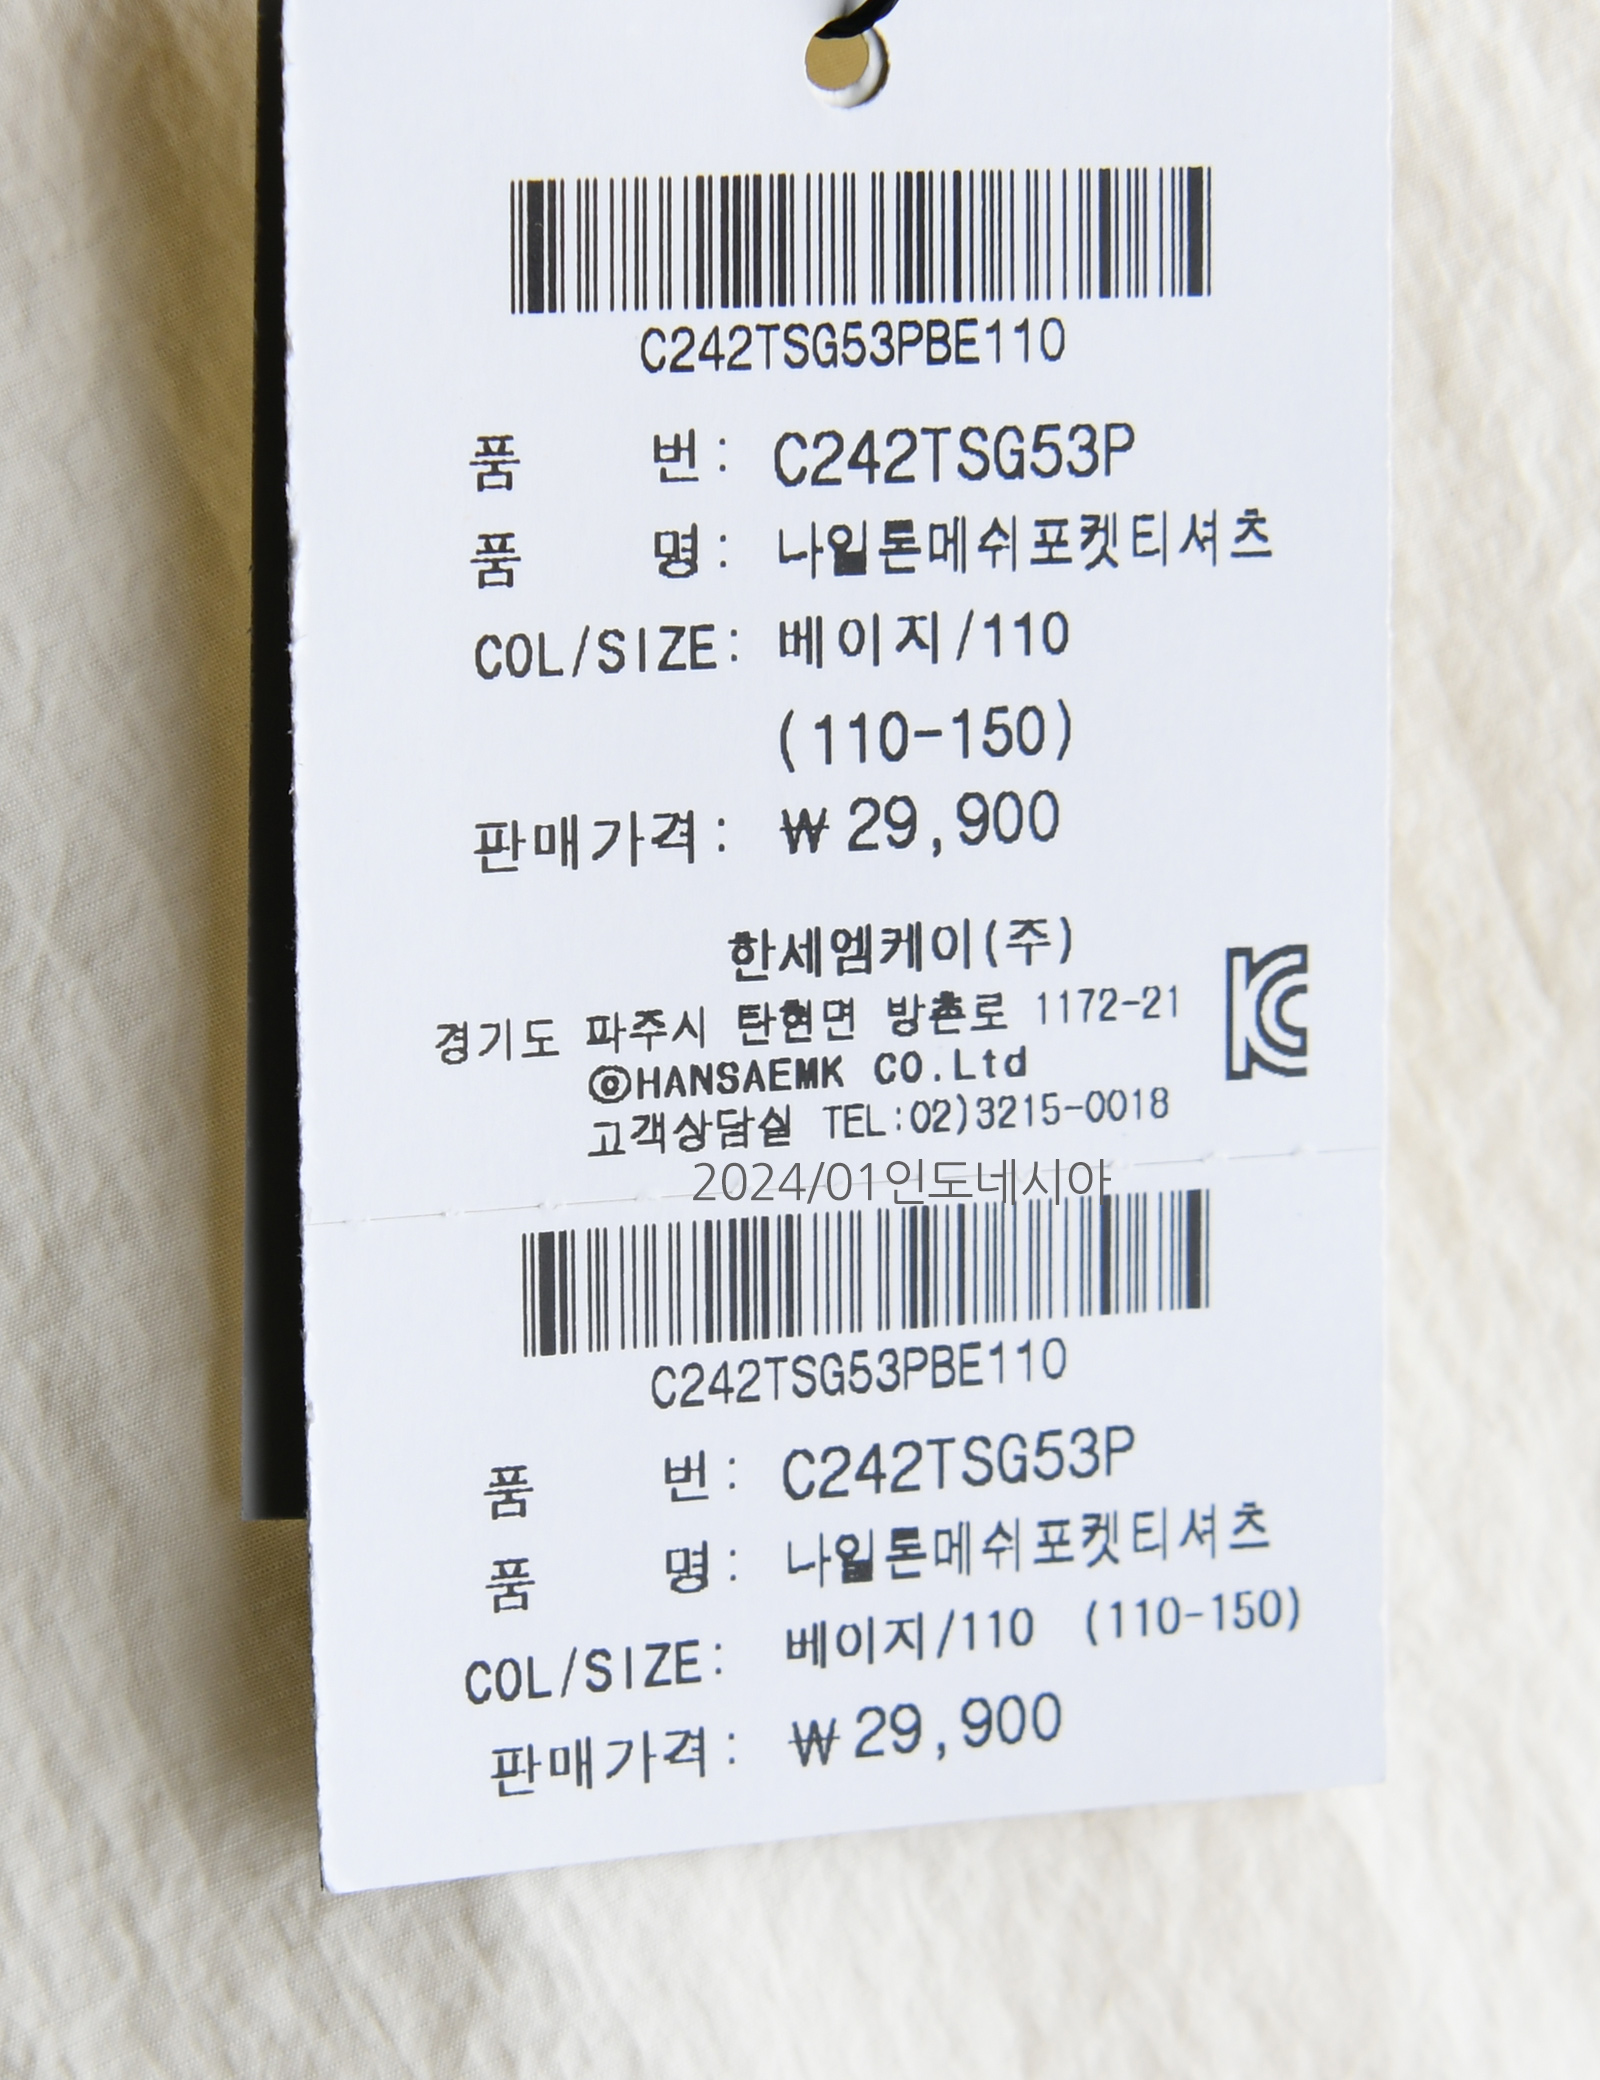 C242TSG53PBE110
품 번: C242TSG53P
품 명: 나일론메쉬포켓티셔츠
COL/SIZE: 베이지/110
(110-150)
판매가격: ₩29,900
한세엠케이(주)
경기도 파주시 탄현면 방촌로 1172-21
◎HANSAEMK CO.Ltd
고객상담실 TEL:02)3215-0018
2024/01인도네시아
C242TSG53PBE110
품 번: C242TSG53P
품 명: 나일론메쉬포켓티셔츠
COL/SIZE: 베이지/110 (110-150)
판매가격: ₩29,900